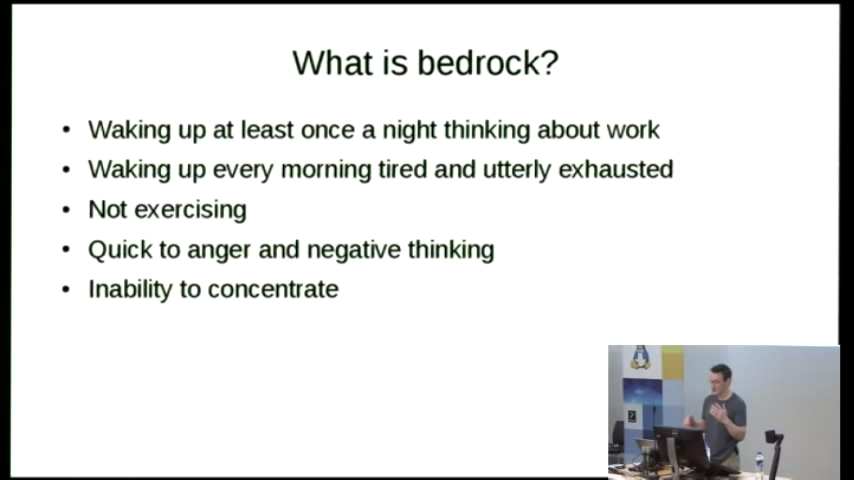 What is bedrock?
• Waking up at least once a night thinking about work
• Waking up every morning tired and utterly exhausted
• Not exercising
• Quick to anger and negative thinking
• Inability to concentrate